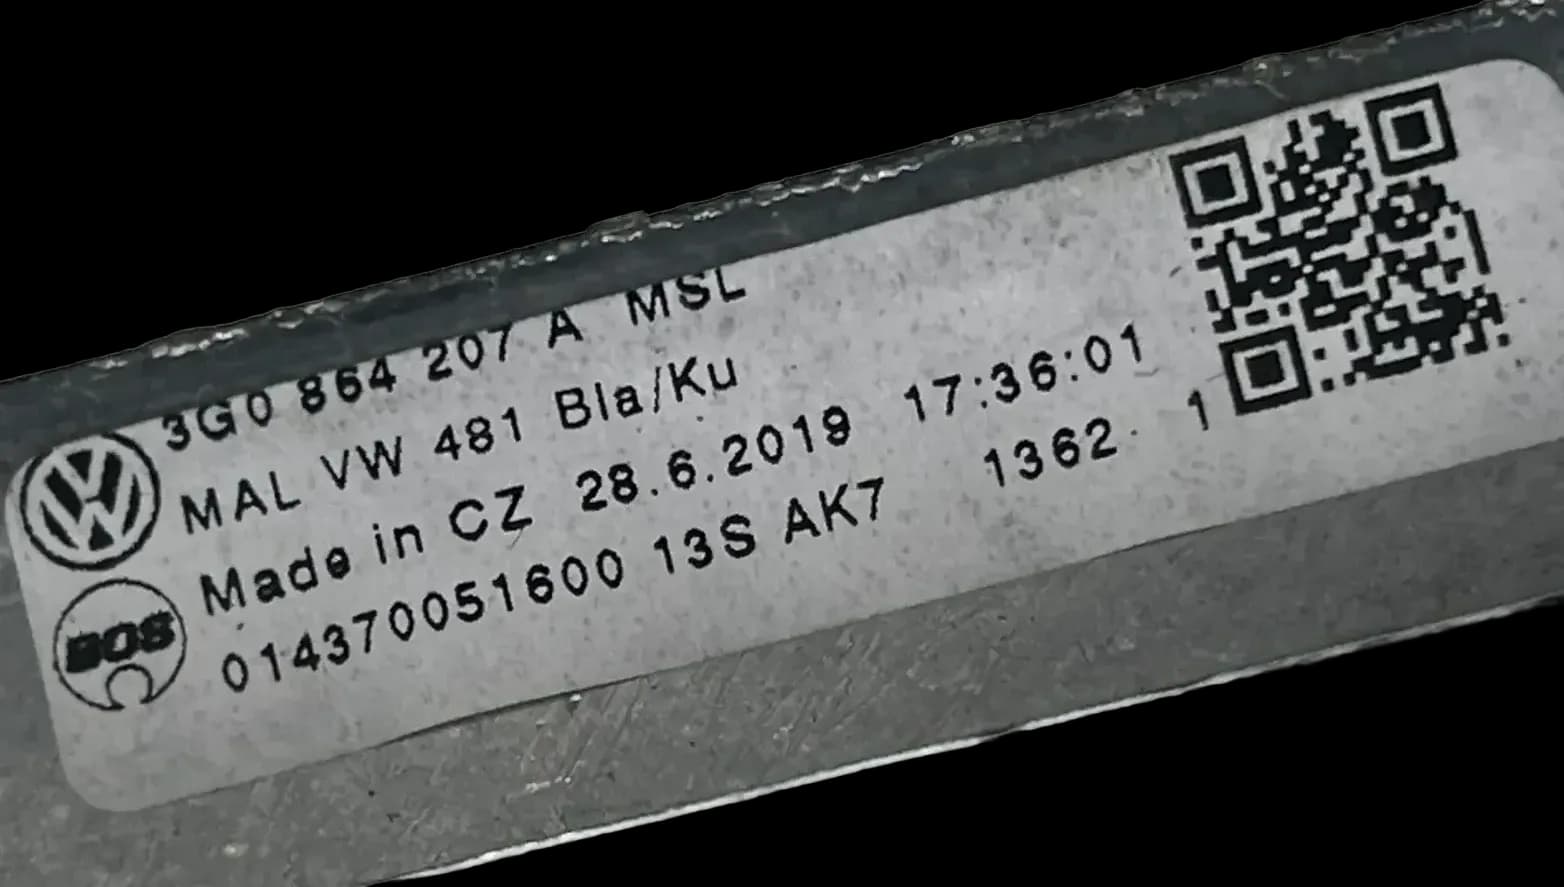 3G0 864 207 A MSL
MAL VW 481 Bla/Ku
Made in CZ 28.6.2019 17:36:01
BOS 014370051600 13S AK7 1362 1